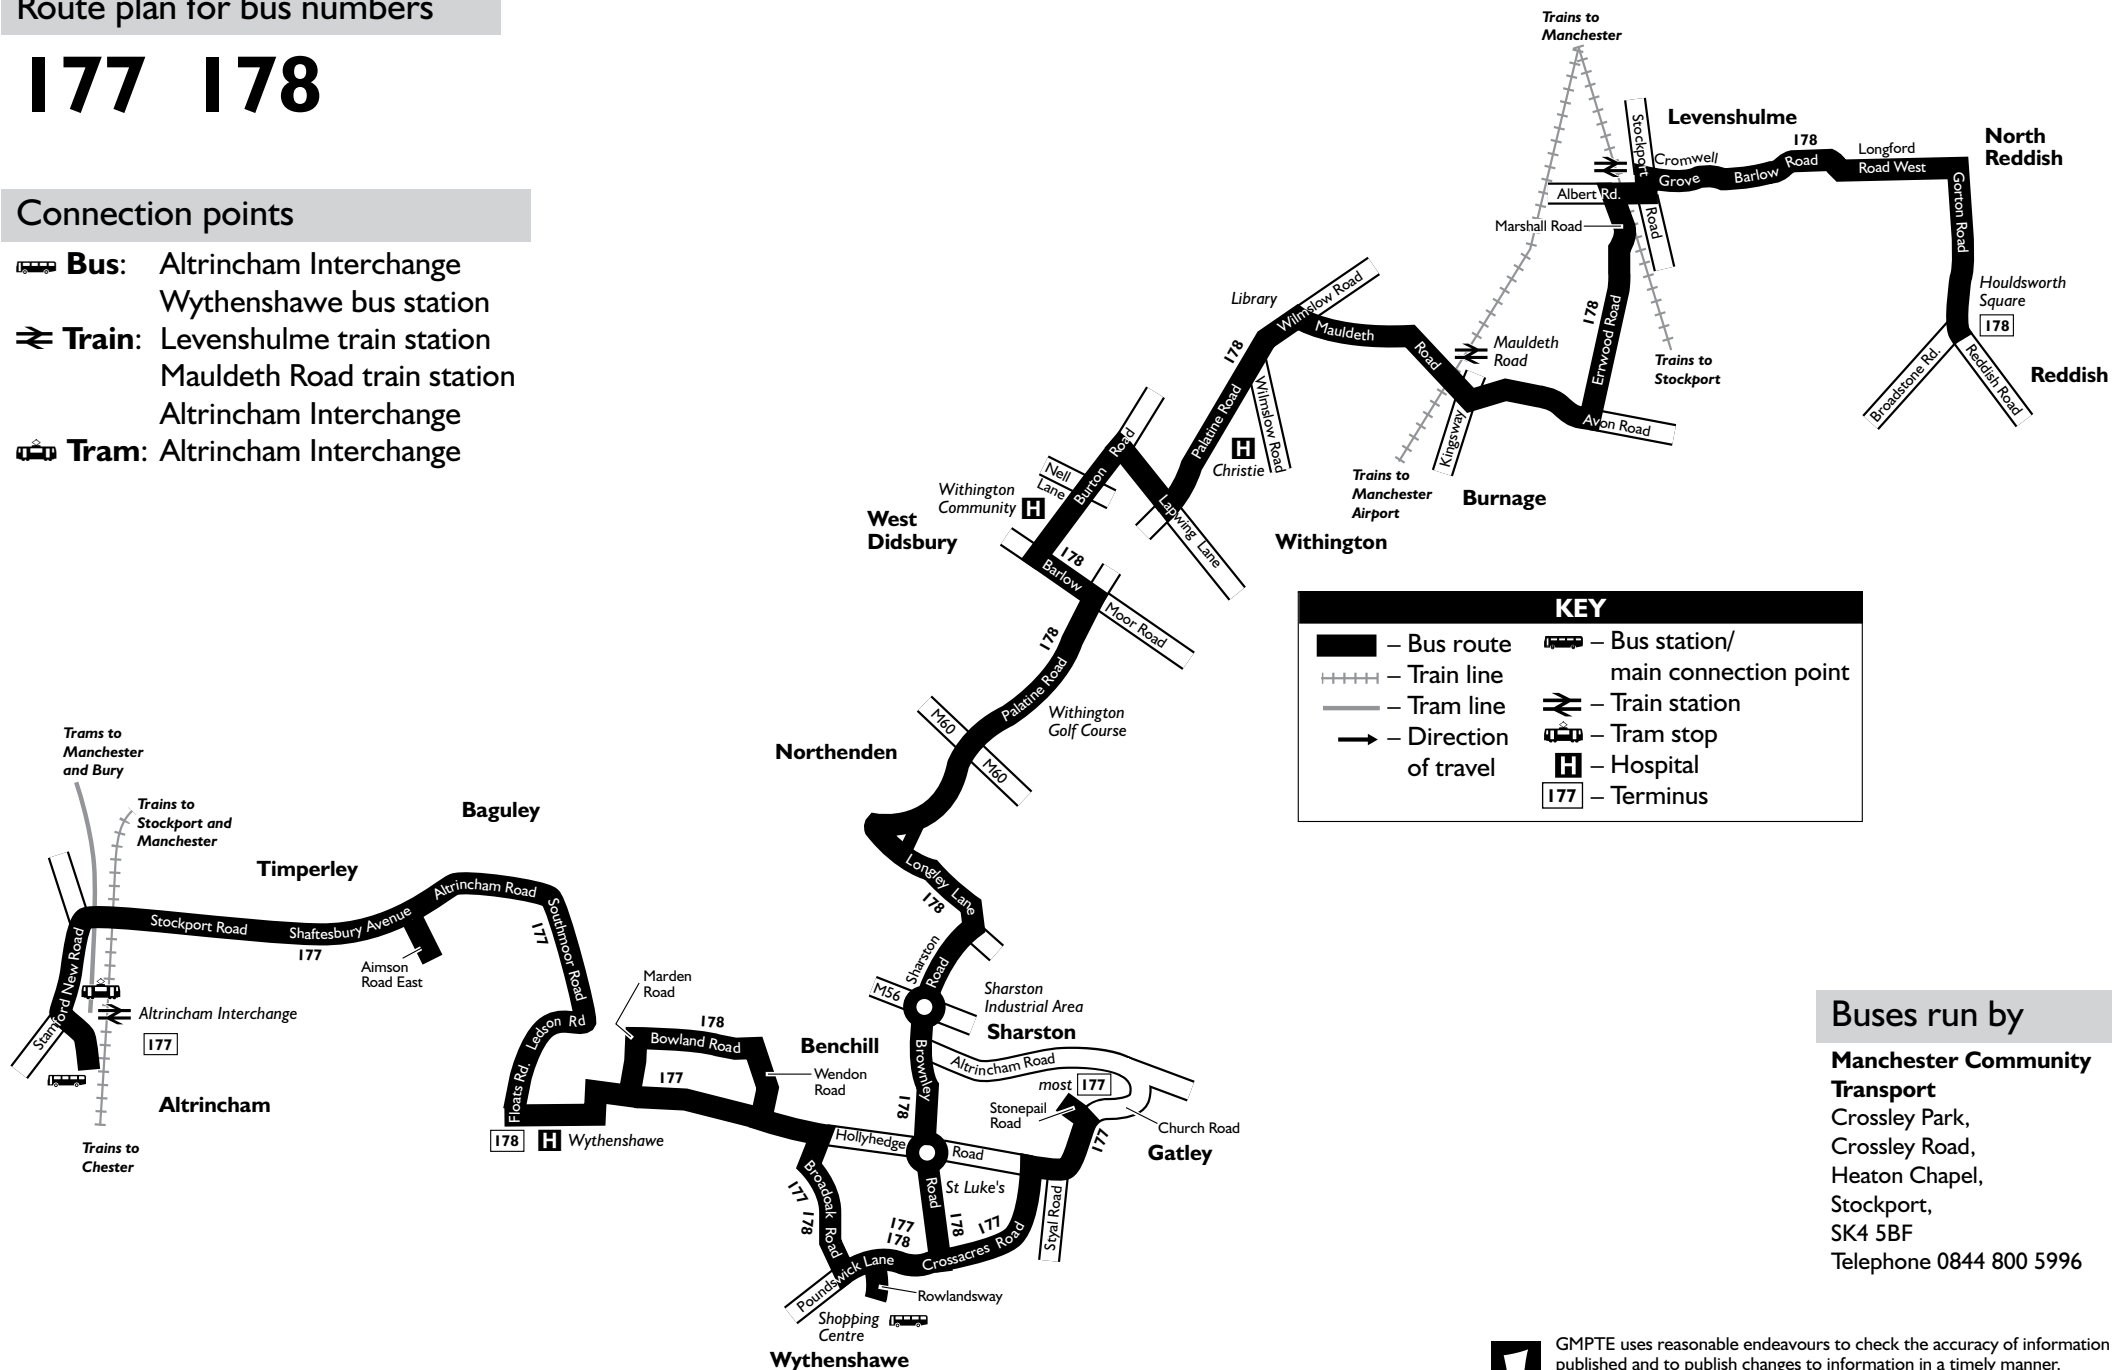 Route plan for bus numbers
177 178
Connection points
Bus: Altrincham Interchange
Wythenshawe bus station
Train: Levenshulme train station
Mauldeth Road train station
Altrincham Interchange
Tram: Altrincham Interchange
Trains to
Manchester
Stockport
Road
Levenshulme
178
Cromwell
Grove
Barlow
Road
Longford
Road West
North
Reddish
Gorton Road
Albert Rd.
Marshall Road
Houldsworth
Square
178
Broadstone Rd.
Reddish Road
Reddish
178
Errwood Road
Trains to
Stockport
Avon Road
Library
Wilmslow Road
Mauldeth
Road
Mauldeth
Road
Kingsway
Trains to
Manchester
Airport
Burnage
178
Palatine Road
Wilmslow Road
H
Christie
Withington
Nell
Lane
Burton
Road
Lapwing Lane
Withington
Community H
West
Didsbury
178
Barlow
Moor Road
178
Palatine Road
Withington
Golf Course
M60
M60
Northenden
KEY
– Bus route
– Train line
– Tram line
– Direction
of travel
– Bus station/
main connection point
– Train station
– Tram stop
H – Hospital
177 – Terminus
Trams to
Manchester
and Bury
Trains to
Stockport and
Manchester
Timperley
Baguley
Stamford New Road
Stockport Road
Shaftesbury Avenue
177
Altrincham Road
Aimson
Road East
Southmoor Road
177
Altrincham Interchange
177
Altrincham
Trains to
Chester
Ledson Rd
Floats Rd.
178 H Wythenshawe
Marden
Road
178
Bowland Road
177
Wendon
Road
Benchill
Longley Lane
178
Sharston
Road
M56
Sharston
Industrial Area
Sharston
Altrincham Road
Brownley
Road
178
most 177
Stonepail
Road
Church Road
177
Gatley
Hollyhedge
Road
Broadoak Road
177 178
St Luke's
178
177
178
177
Crossacres Road
Styal Road
Poundswick Lane
Rowlandsway
Shopping
Centre
Wythenshawe
Buses run by
Manchester Community
Transport
Crossley Park,
Crossley Road,
Heaton Chapel,
Stockport,
SK4 5BF
Telephone 0844 800 5996
GMPTE uses reasonable endeavours to check the accuracy of information
published and to publish changes to information in a timely manner.